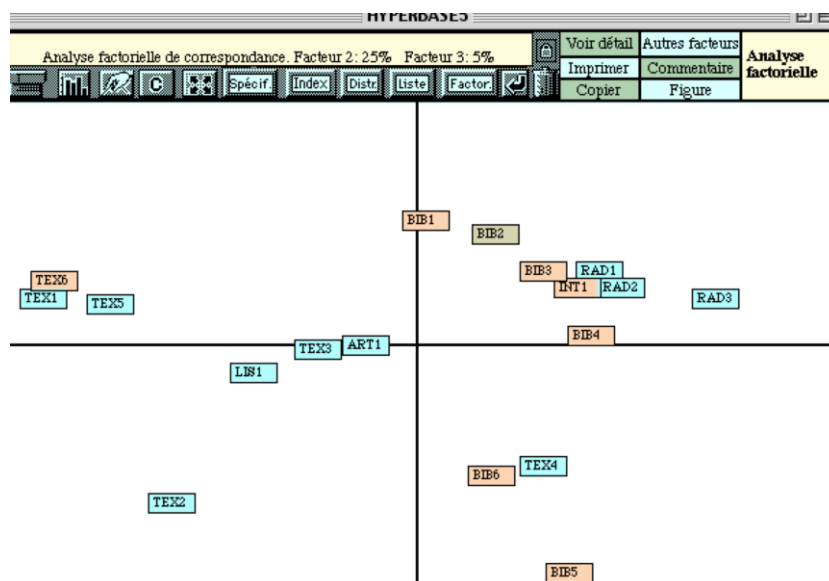 HYPERBASE5
Analyse factorielle de correspondance. Facteur 2: 25% Facteur 3: 5%
Voir détail Autres facteurs
Imprimer Commentaire
Copier Figure
Analyse
factorielle
C Spécif. Index Distr. Liste Factor.
BIB1
BIB2
BIB3 RAD1
TEX6
INT1 RAD2
TEX1 TEX5 RAD3
BIB4
TEX3 ART1
LIS1
BIB6 TEX4
TEX2
BIB5